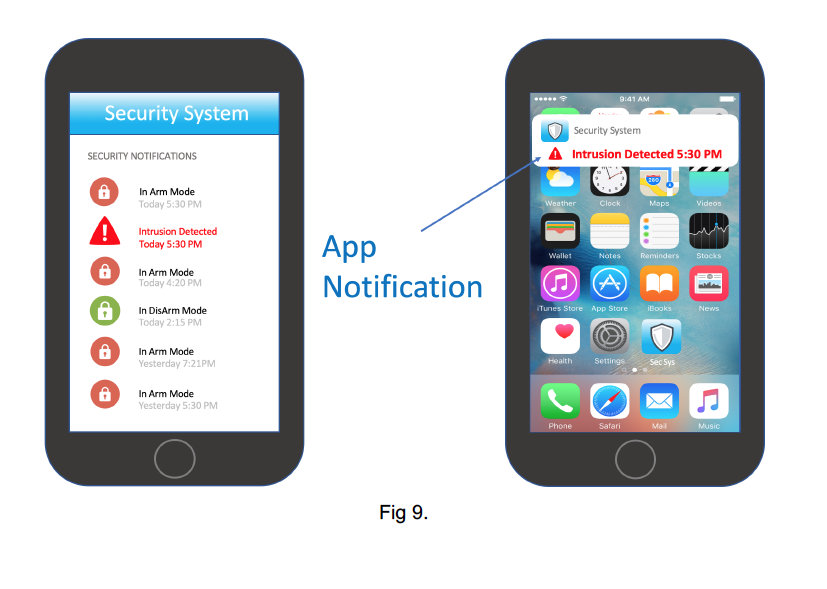 Security System
SECURITY NOTIFICATIONS
In Arm Mode
Today 5:30 PM
Intrusion Detected
Today 5:30 PM
In Arm Mode
Today 4:20 PM
In DisArm Mode
Today 2:15 PM
In Arm Mode
Yesterday 7:21PM
In Arm Mode
Yesterday 5:30 PM
App
Notification
9:41 AM
Security System
Intrusion Detected 5:30 PM
280
Weather Clock Maps Videos
Wallet Notes Reminders Stocks
iTunes Store App Store iBooks News
Health Settings Sec Sys
Phone Safari Mail Music
Fig 9.